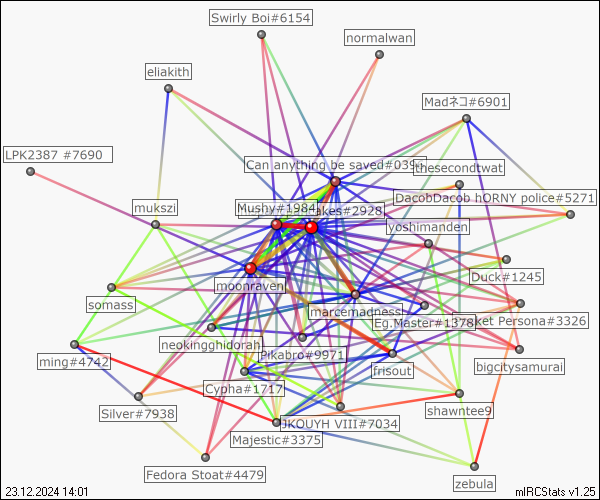 Swirly Boi#6154
normalwan
eliakith
Madネコ#6901
LPK2387 #7690
Can anything be saved#039
thesecondtwat
DacobDacob hORNY police#5271
mukszi
Mushy#1984
akes#2928
yoshimanden
Duck#1245
moonraven
somass
marcemadness
Eg.Master#1378
ket Persona#3326
neokingghidorah
Pikabro#9971
ming#4742
frisout
bigcitysamurai
Cypha#1717
Silver#7938
shawntee9
JKOUYH VIII#7034
Majestic#3375
Fedora Stoat#4479
zebula
23.12.2024 14:01
mIRCStats v1.25